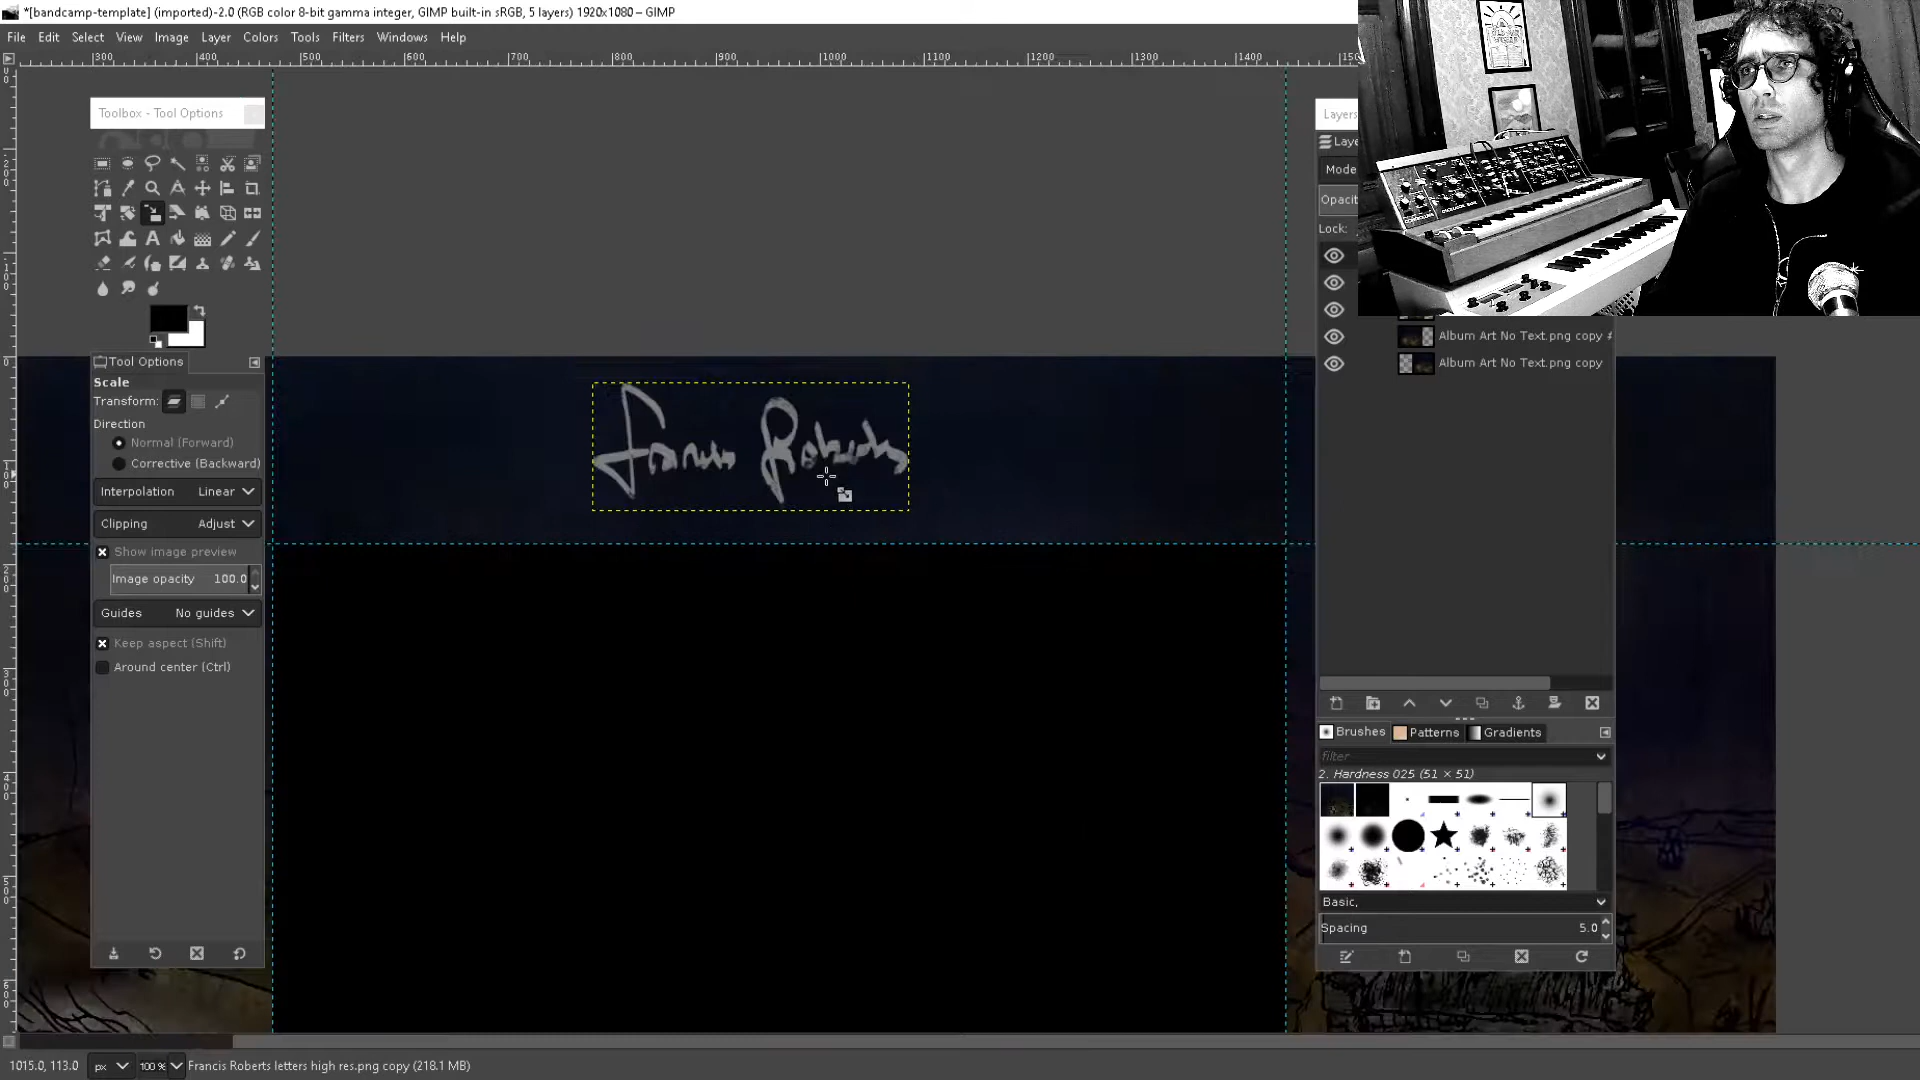 *[bandcamp-template] (imported)-2.0 (RGB color 8-bit gamma integer, GIMP built-in sRGB, 5 layers) 1920x1080 – GIMP
File Edit Select View Image Layer Colors Tools Filters Windows Help
300 400 500 600 700 800 900 1000 1100 1200 1300 1400
Toolbox - Tool Options
Tool Options
Scale
Transform:
Direction
Normal (Forward)
Corrective (Backward)
Interpolation Linear
Clipping Adjust
Show image preview
Image opacity 100.0
Guides No guides
Keep aspect (Shift)
Around center (Ctrl)
Francis Roberts
Layers
Laye
Mode
Opacit
Lock:
Album Art No Text.png copy #
Album Art No Text.png copy
Brushes Patterns Gradients
filter
2. Hardness 025 (51 × 51)
Basic,
Spacing 5.0
1015.0, 113.0 px 100 % Francis Roberts letters high res.png copy (218.1 MB)